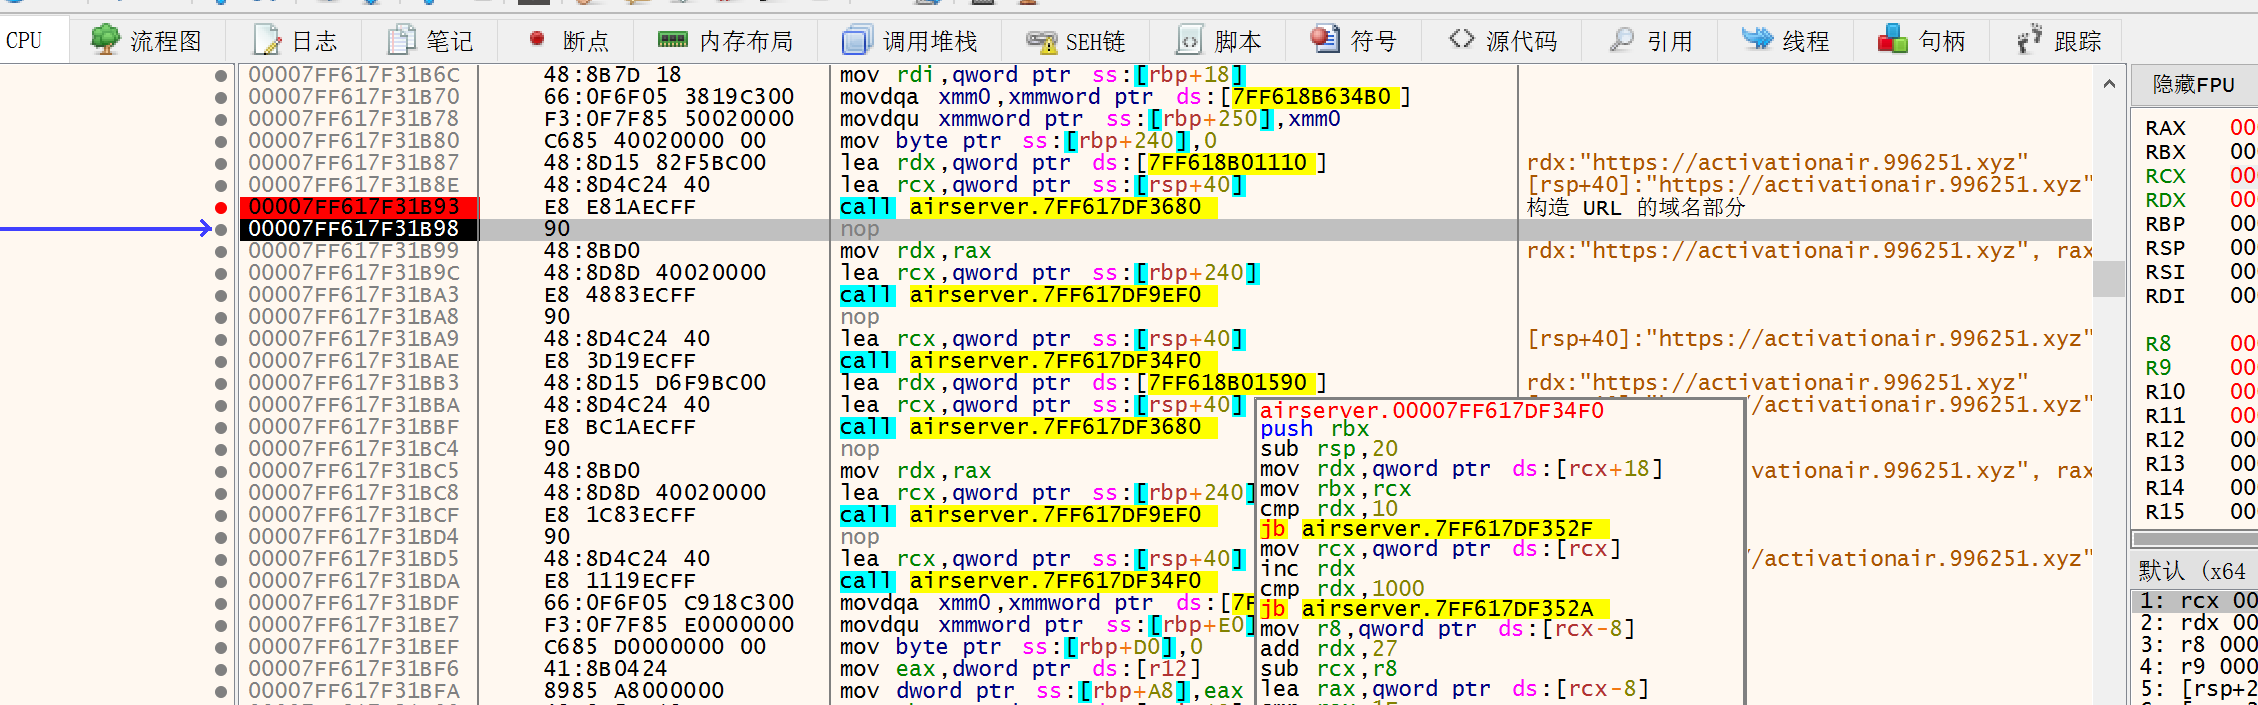 CPU 流程图 日志 笔记 断点 内存布局 调用堆栈 SEH链 脚本 符号 源代码 引用 线程 句柄 跟踪
00007FF617F31B6C 48:8B7D 18 mov rdi,qword ptr ss:[rbp+18]
00007FF617F31B70 66:0F6F05 3819C300 movdqa xmm0,xmmword ptr ds:[7FF618B634B0]
00007FF617F31B78 F3:0F7F85 50020000 movdqu xmmword ptr ss:[rbp+250],xmm0
00007FF617F31B80 C685 40020000 00 mov byte ptr ss:[rbp+240],0
00007FF617F31B87 48:8D15 82F5BC00 lea rdx,qword ptr ds:[7FF618B01110] rdx:"https://activationair.996251.xyz"
00007FF617F31B8E 48:8D4C24 40 lea rcx,qword ptr ss:[rsp+40] [rsp+40]:"https://activationair.996251.xyz"
00007FF617F31B93 E8 E81AECFF call airserver.7FF617DF3680 构造 URL 的域名部分
00007FF617F31B98 90 nop
00007FF617F31B99 48:8BD0 mov rdx,rax rdx:"https://activationair.996251.xyz", rax
00007FF617F31B9C 48:8D8D 40020000 lea rcx,qword ptr ss:[rbp+240]
00007FF617F31BA3 E8 4883ECFF call airserver.7FF617DF9EF0
00007FF617F31BA8 90 nop
00007FF617F31BA9 48:8D4C24 40 lea rcx,qword ptr ss:[rsp+40] [rsp+40]:"https://activationair.996251.xyz"
00007FF617F31BAE E8 3D19ECFF call airserver.7FF617DF34F0
00007FF617F31BB3 48:8D15 D6F9BC00 lea rdx,qword ptr ds:[7FF618B01590] rdx:"https://activationair.996251.xyz"
00007FF617F31BBA 48:8D4C24 40 lea rcx,qword ptr ss:[rsp+40] /activationair.996251.xyz"
00007FF617F31BBF E8 BC1AECFF call airserver.7FF617DF3680
00007FF617F31BC4 90 nop
00007FF617F31BC5 48:8BD0 mov rdx,rax vationair.996251.xyz", rax
00007FF617F31BC8 48:8D8D 40020000 lea rcx,qword ptr ss:[rbp+240]
00007FF617F31BCF E8 1C83ECFF call airserver.7FF617DF9EF0
00007FF617F31BD4 90 nop
00007FF617F31BD5 48:8D4C24 40 lea rcx,qword ptr ss:[rsp+40] /activationair.996251.xyz"
00007FF617F31BDA E8 1119ECFF call airserver.7FF617DF34F0
00007FF617F31BDF 66:0F6F05 C918C300 movdqa xmm0,xmmword ptr ds:[7F
00007FF617F31BE7 F3:0F7F85 E0000000 movdqu xmmword ptr ss:[rbp+E0]
00007FF617F31BEF C685 D0000000 00 mov byte ptr ss:[rbp+D0],0
00007FF617F31BF6 41:8B0424 mov eax,dword ptr ds:[r12]
00007FF617F31BFA 8985 A8000000 mov dword ptr ss:[rbp+A8],eax
airserver.00007FF617DF34F0
push rbx
sub rsp,20
mov rdx,qword ptr ds:[rcx+18]
mov rbx,rcx
cmp rdx,10
jb airserver.7FF617DF352F
mov rcx,qword ptr ds:[rcx]
inc rdx
cmp rdx,1000
jb airserver.7FF617DF352A
mov r8,qword ptr ds:[rcx-8]
add rdx,27
sub rcx,r8
lea rax,qword ptr ds:[rcx-8]
隐藏FPU
RAX 000
RBX 000
RCX 000
RDX 000
RBP 000
RSP 000
RSI 000
RDI 000
R8 000
R9 000
R10 000
R11 000
R12 000
R13 000
R14 000
R15 000
默认 (x64
1: rcx 00
2: rdx 00
3: r8 000
4: r9 000
5: [rsp+2